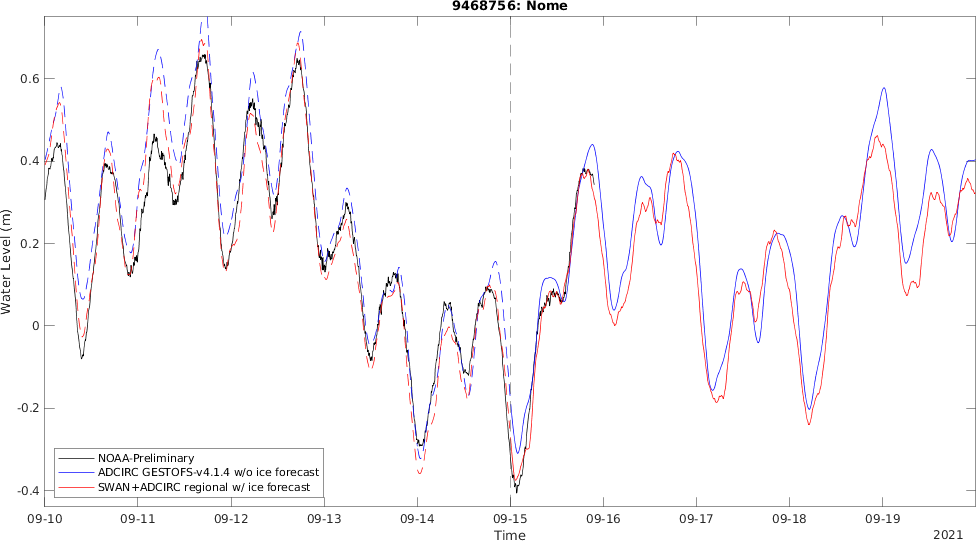 9468756: Nome
Water Level (m)
0.6
0.4
0.2
0
-0.2
-0.4
NOAA-Preliminary
ADCIRC GESTOFS-v4.1.4 w/o ice forecast
SWAN+ADCIRC regional w/ ice forecast
09-10 09-11 09-12 09-13 09-14 09-15 09-16 09-17 09-18 09-19
Time
2021